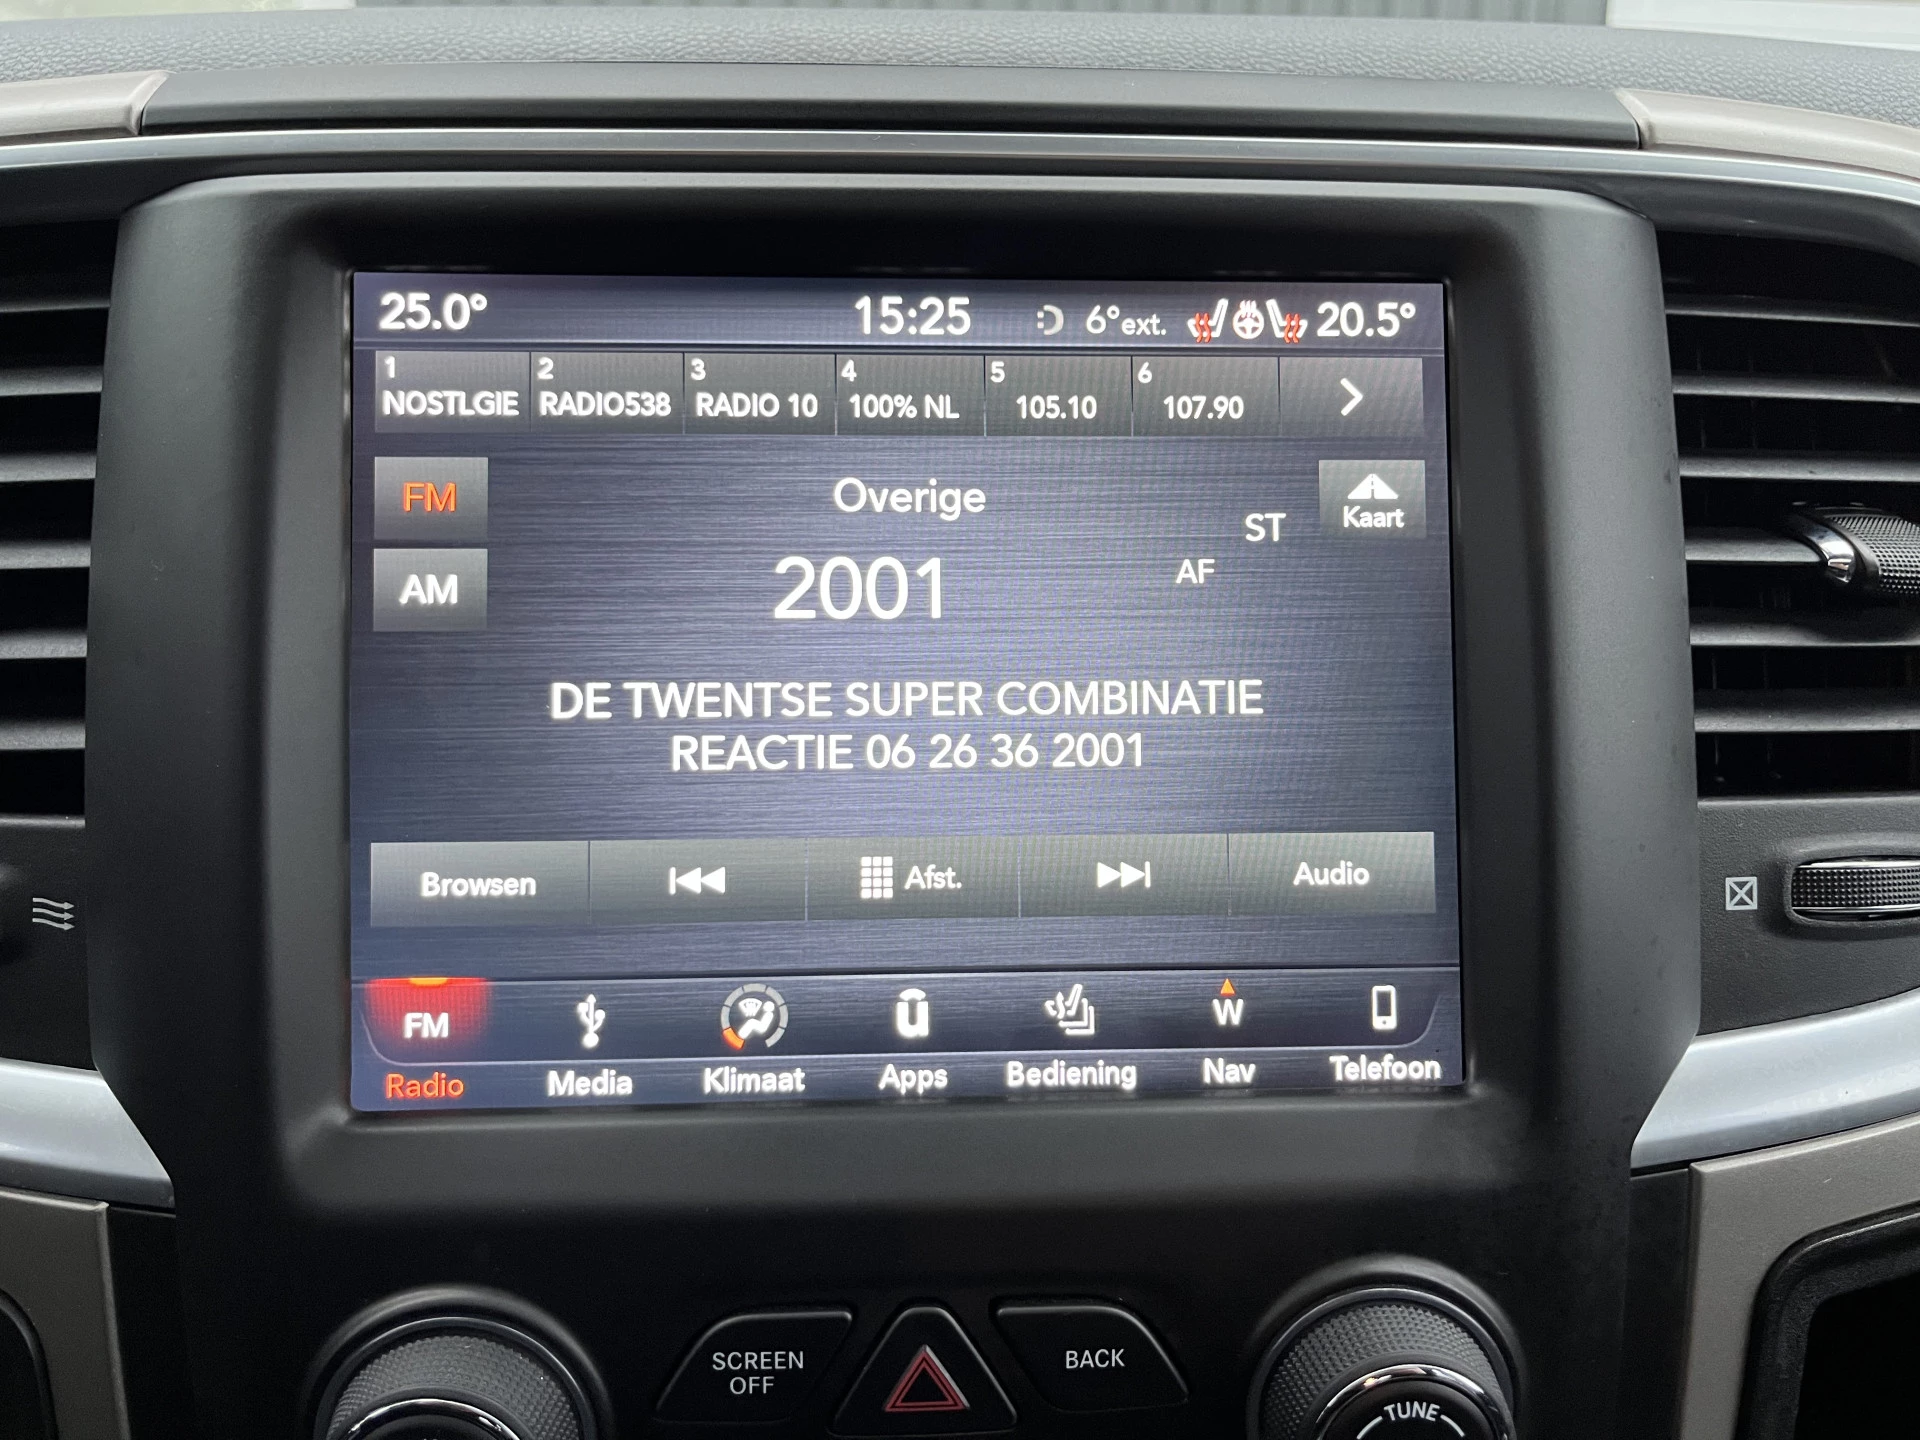 25.0° 15:25 6°ext. 20.5°
1 2 3 4 5 6
NOSTLGIE RADIO538 RADIO 10 100% NL 105.10 107.90
FM Overige Kaart
ST
AM 2001 AF
DE TWENTSE SUPER COMBINATIE
REACTIE 06 26 36 2001
Browsen Afst. Audio
FM ū W
Radio Media Klimaat Apps Bediening Nav Telefoon
SCREEN OFF BACK
TUNE